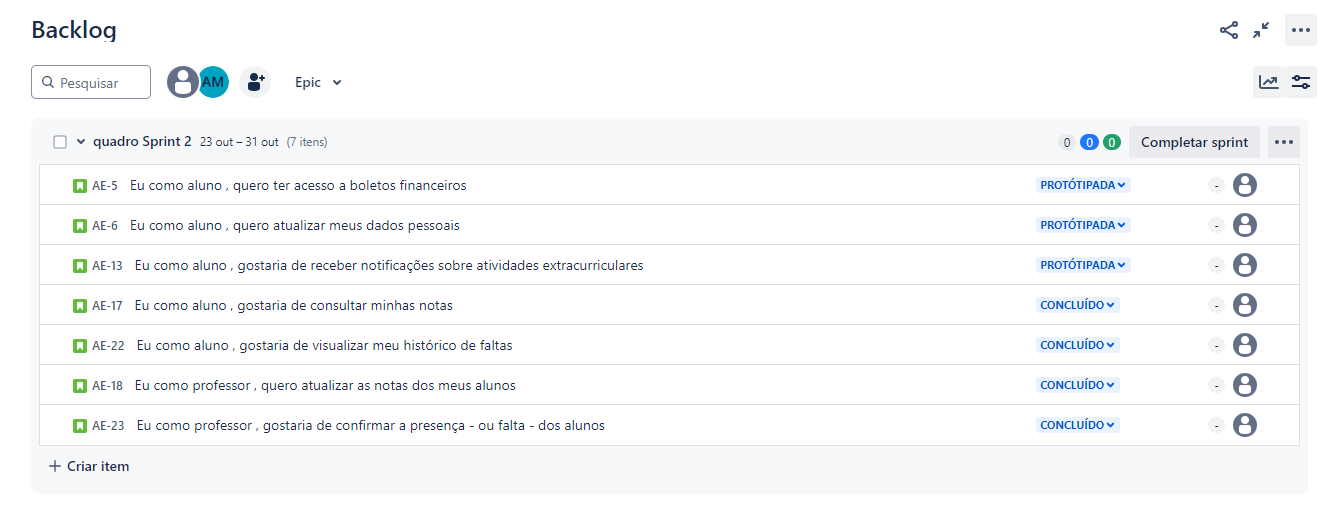 Backlog
Pesquisar
AM
Epic
quadro Sprint 2 23 out – 31 out (7 itens) 0 0 0 Completar sprint
AE-5 Eu como aluno , quero ter acesso a boletos financeiros PROTÓTIPADA -
AE-6 Eu como aluno , quero atualizar meus dados pessoais PROTÓTIPADA -
AE-13 Eu como aluno , gostaria de receber notificações sobre atividades extracurriculares PROTÓTIPADA -
AE-17 Eu como aluno , gostaria de consultar minhas notas CONCLUÍDO -
AE-22 Eu como aluno , gostaria de visualizar meu histórico de faltas CONCLUÍDO -
AE-18 Eu como professor , quero atualizar as notas dos meus alunos CONCLUÍDO -
AE-23 Eu como professor , gostaria de confirmar a presença - ou falta - dos alunos CONCLUÍDO -
+ Criar item